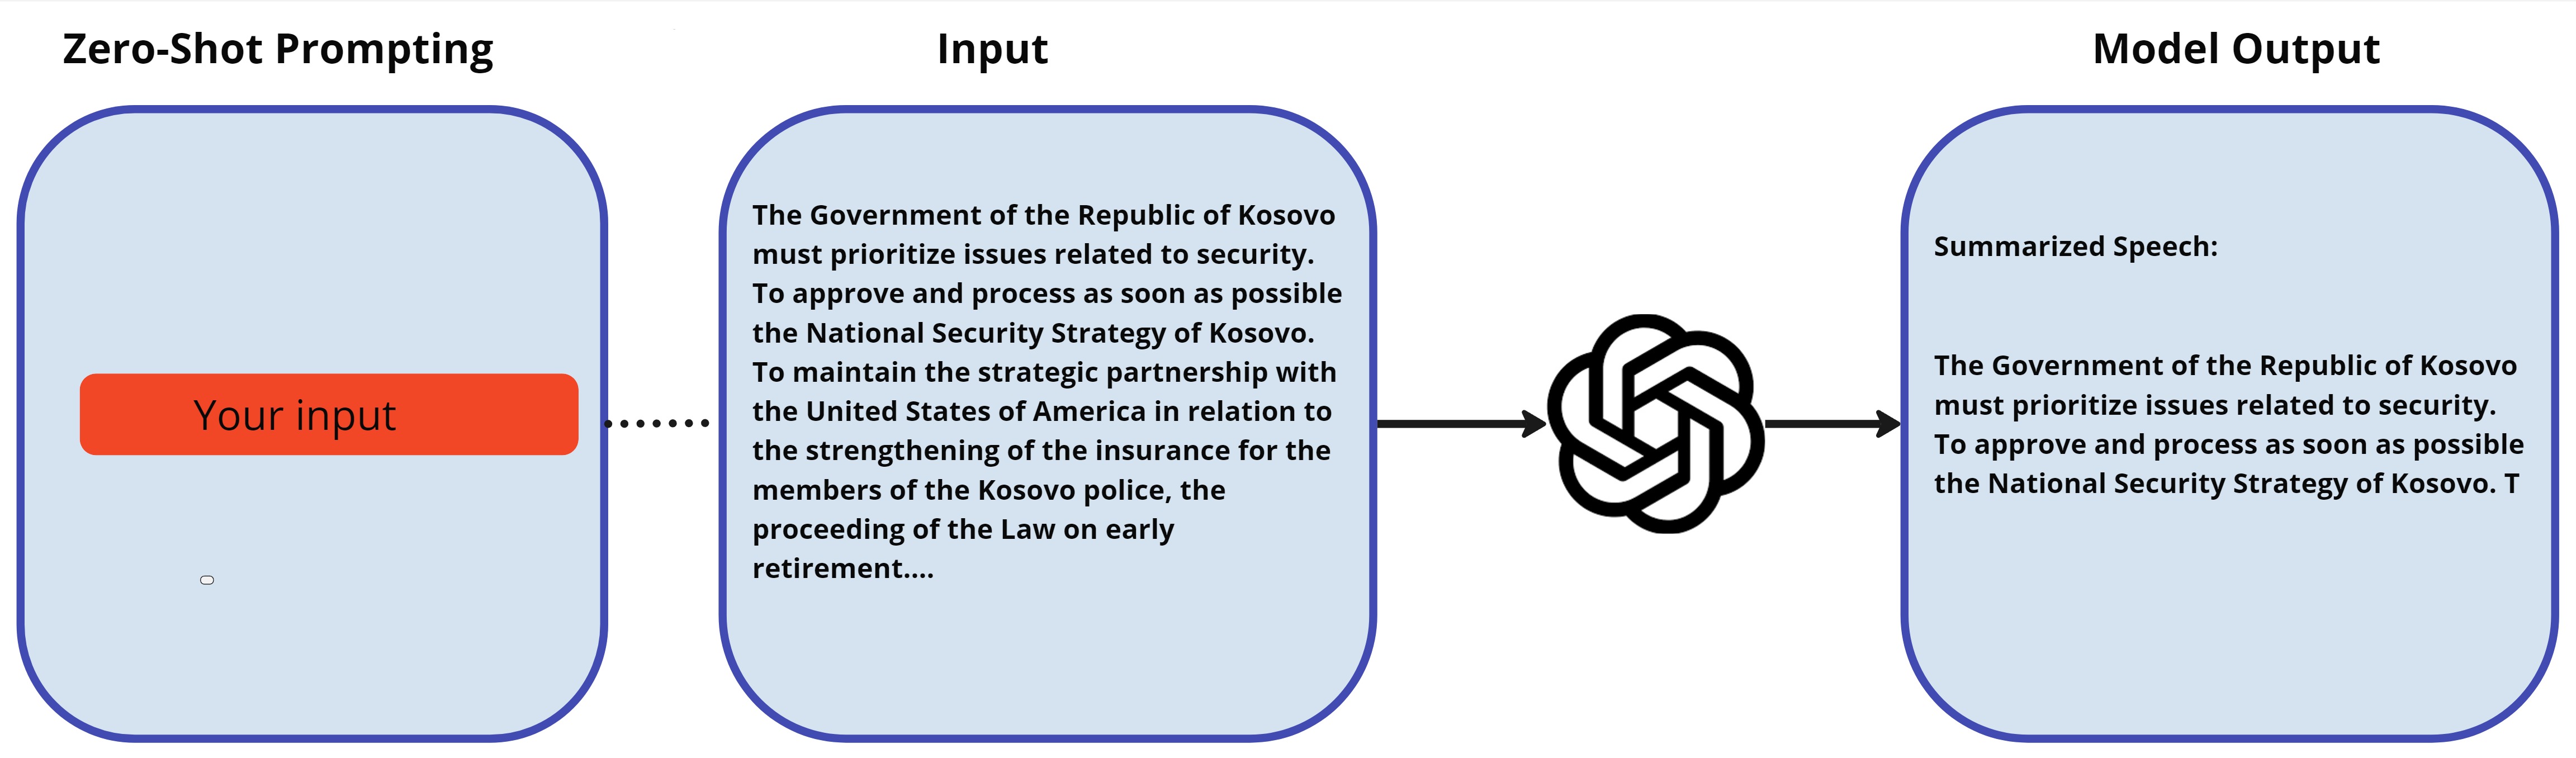 Zero-Shot Prompting
Your input
Input
The Government of the Republic of Kosovo
must prioritize issues related to security.
To approve and process as soon as possible
the National Security Strategy of Kosovo.
To maintain the strategic partnership with
the United States of America in relation to
the strengthening of the insurance for the
members of the Kosovo police, the
proceeding of the Law on early
retirement....
Model Output
Summarized Speech:
The Government of the Republic of Kosovo
must prioritize issues related to security.
To approve and process as soon as possible
the National Security Strategy of Kosovo. T